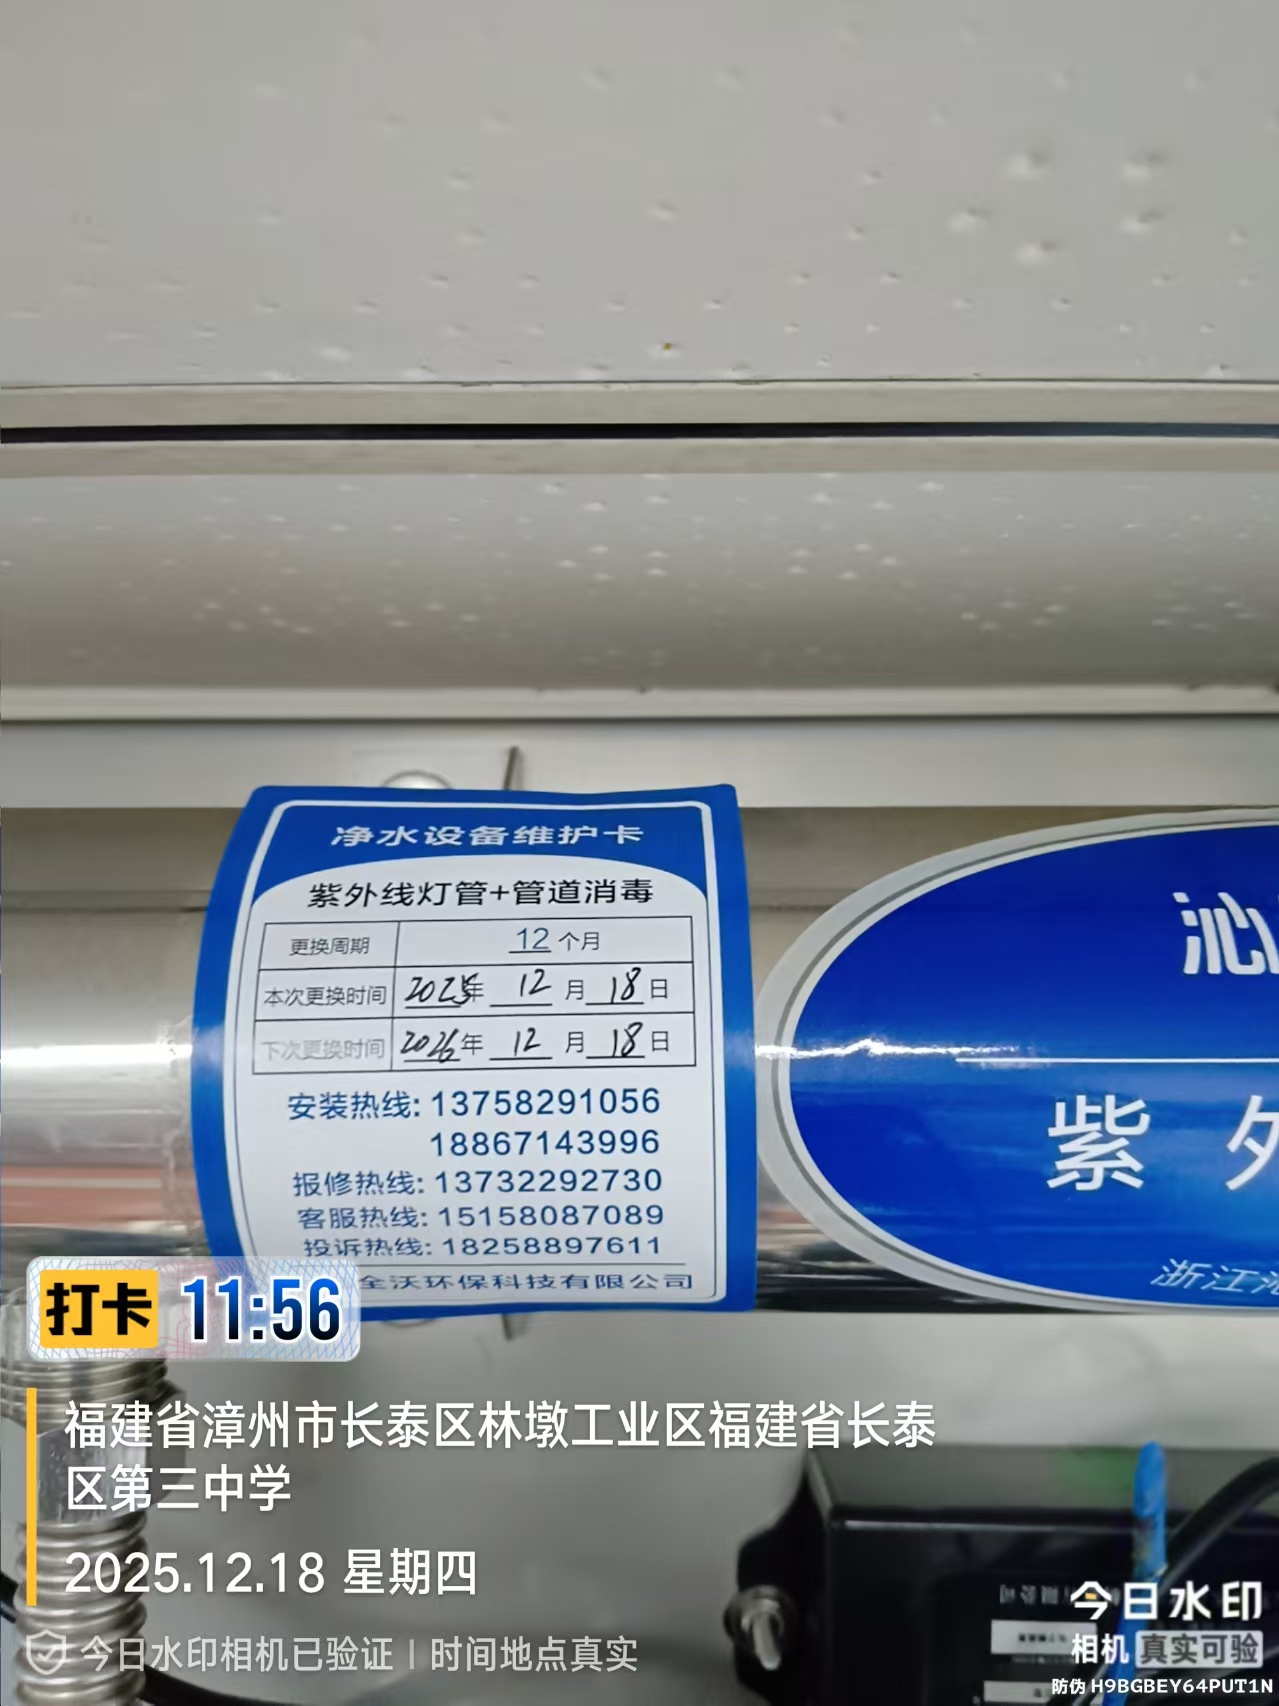 净水设备维护卡
紫外线灯管+管道消毒
更换周期 12 个月
本次更换时间 2025年 12 月 18 日
下次更换时间 2026年 12 月 18 日
安装热线: 13758291056
18867143996
报修热线: 13732292730
客服热线: 15158087089
投诉热线: 18258897611
全沃环保科技有限公司
沁
紫 外
浙江沁
打卡 11:56
福建省漳州市长泰区林墩工业区福建省长泰
区第三中学
2025.12.18 星期四
今日水印相机已验证 | 时间地点真实
今日水印
相机 真实可验
防伪 H9BGBEY64PUT1N